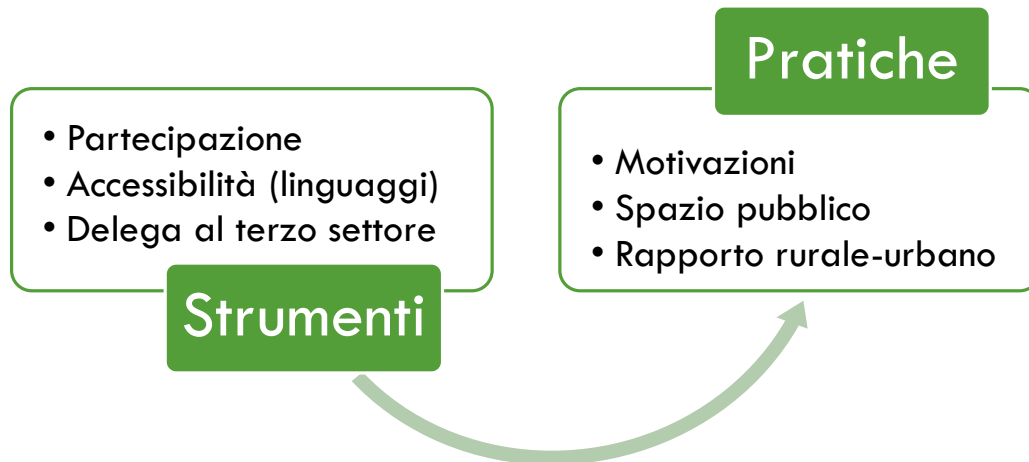 • Partecipazione
• Accessibilità (linguaggi)
• Delega al terzo settore
Strumenti
Pratiche
• Motivazioni
• Spazio pubblico
• Rapporto rurale-urbano